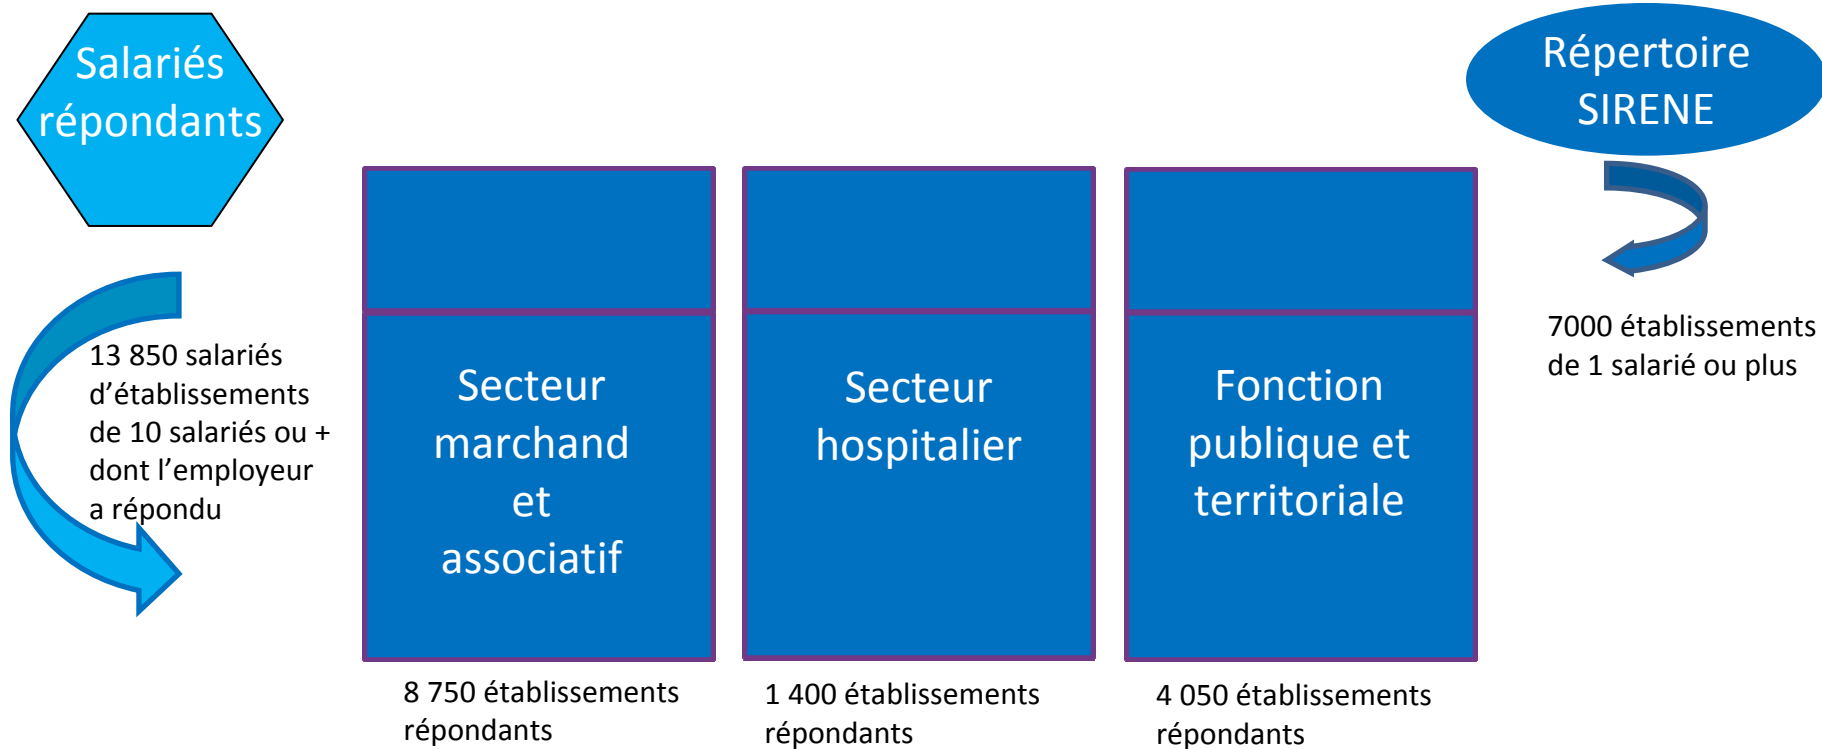 Salariés
répondants
Répertoire
SIRENE
13 850 salariés
d’établissements
de 10 salariés ou +
dont l’employeur
a répondu
Secteur
marchand
et
associatif
Secteur
hospitalier
Fonction
publique et
territoriale
7000 établissements
de 1 salarié ou plus
8 750 établissements
répondants
1 400 établissements
répondants
4 050 établissements
répondants